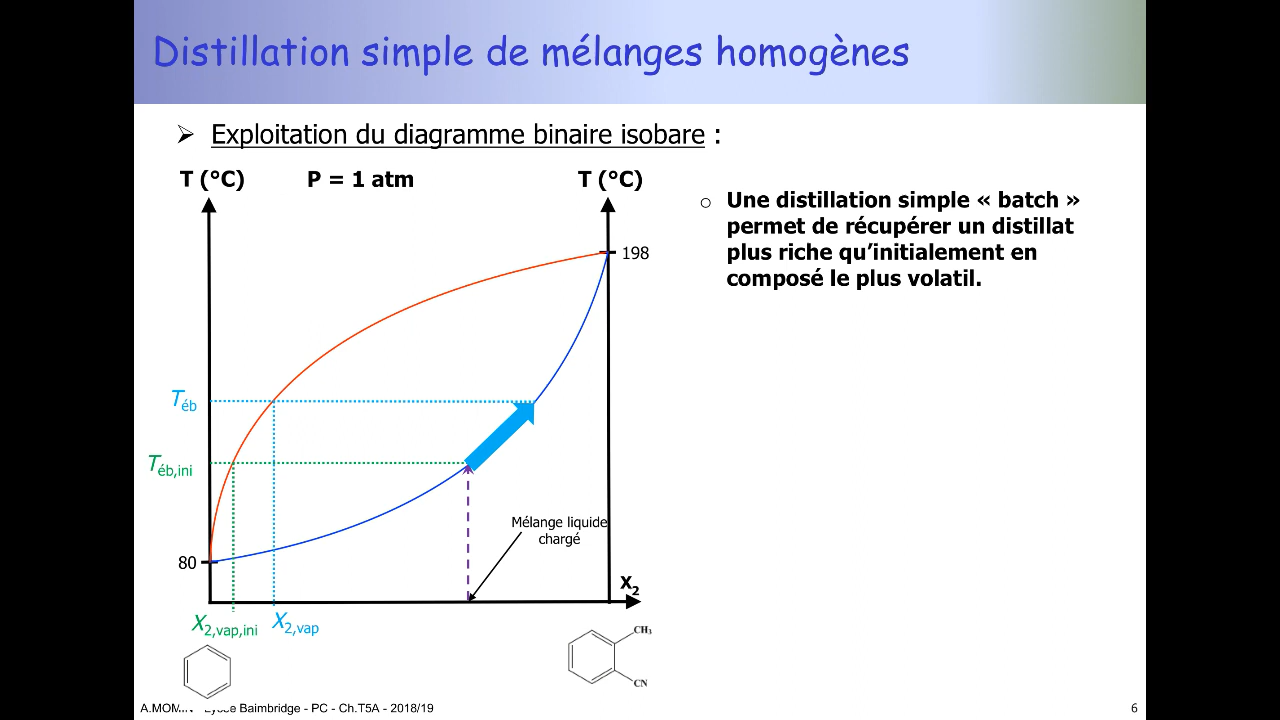 Distillation simple de mélanges homogènes
➢ Exploitation du diagramme binaire isobare :
T (°C)
P = 1 atm
T (°C)
○ Une distillation simple « batch »
permet de récupérer un distillat
plus riche qu’initialement en
composé le plus volatil.
198
Téb
Téb,ini
Mélange liquide
chargé
80
X2
X2,vap,ini
X2,vap
CH3
CN
Baimbridge - PC - Ch.T5A - 2018/19
6